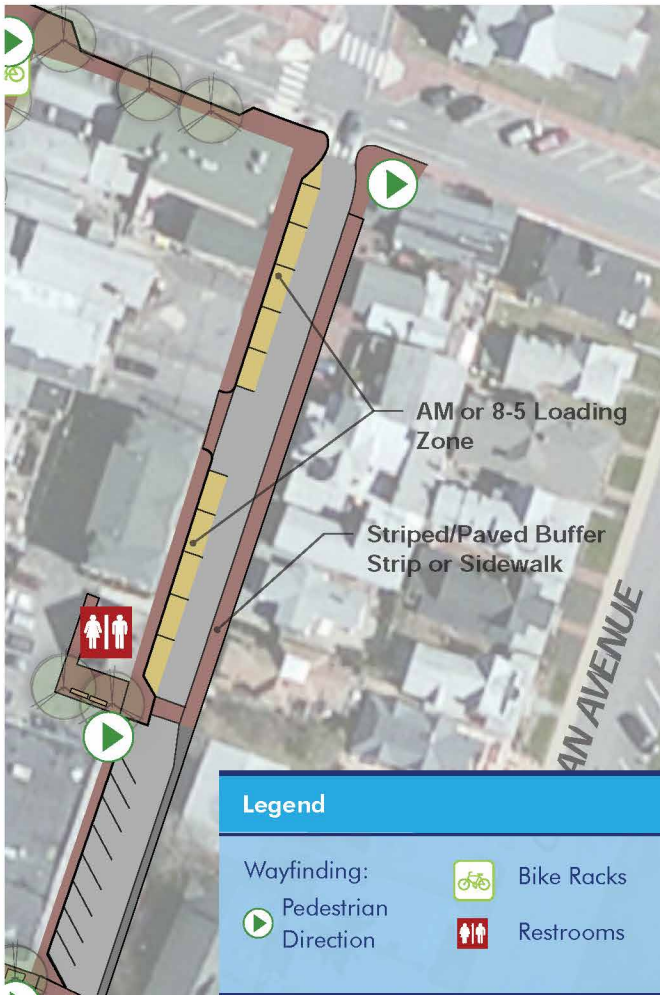 AM or 8-5 Loading
Zone
Striped/Paved Buffer
Strip or Sidewalk
AN AVENUE
Legend
Wayfinding:
Pedestrian
Direction
Bike Racks
Restrooms